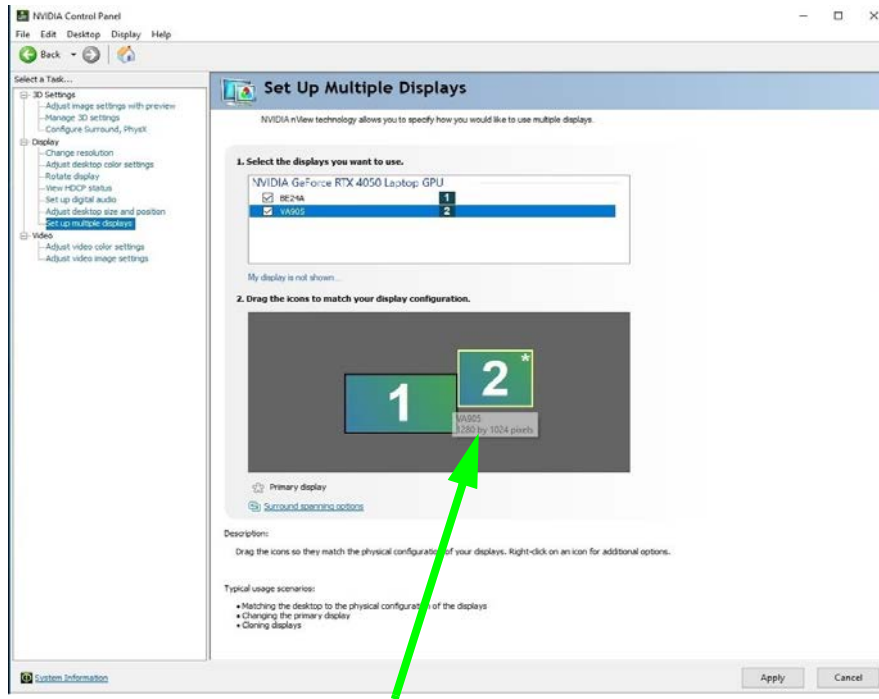 NVIDIA Control Panel
File Edit Desktop Display Help
Back
Select a Task...
3D Settings
Adjust image settings with preview
Manage 3D settings
Configure Surround, PhysX
Display
Change resolution
Adjust desktop color settings
Rotate display
View HDCP status
Set up digital audio
Adjust desktop size and position
Set up multiple displays
Video
Adjust video color settings
Adjust video image settings
Set Up Multiple Displays
NVIDIA nView technology allows you to specify how you would like to use multiple displays.
1. Select the displays you want to use.
NVIDIA GeForce RTX 4050 Laptop GPU
BE24A 1
VA905 2
My display is not shown...
2. Drag the icons to match your display configuration.
1
2 *
VA905
1280 by 1024 pixels
Primary display
Surround spanning options
Description:
Drag the icons so they match the physical configuration of your displays. Right-click on an icon for additional options.
Typical usage scenarios:
• Matching the desktop to the physical configuration of the displays
• Changing the primary display
• Cloning displays
System Information
Apply Cancel